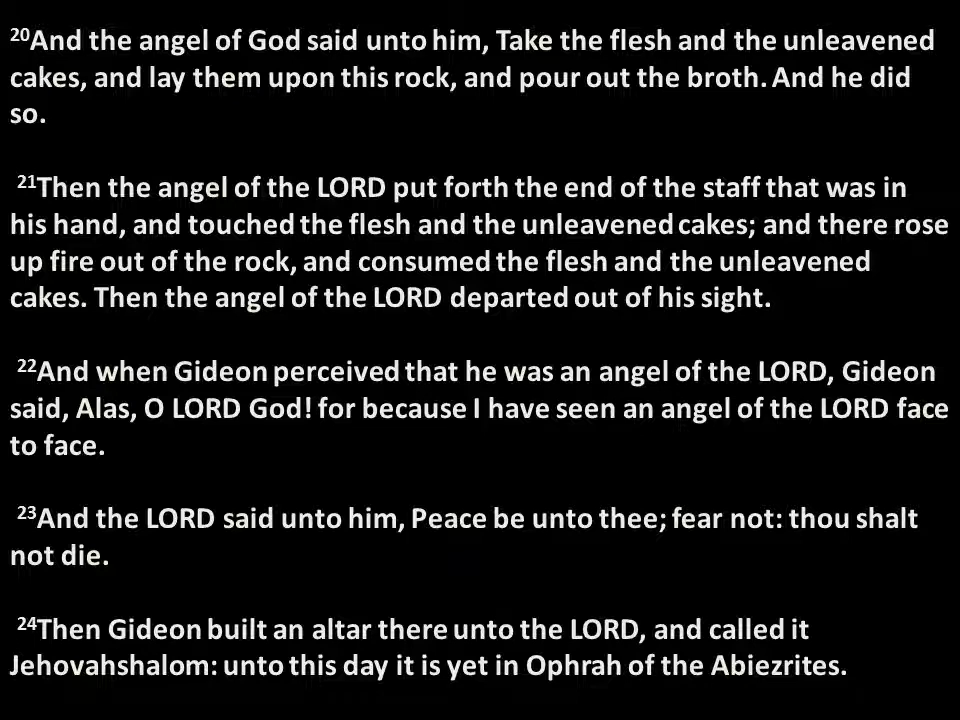 20And the angel of God said unto him, Take the flesh and the unleavened
cakes, and lay them upon this rock, and pour out the broth. And he did
so.
21Then the angel of the LORD put forth the end of the staff that was in
his hand, and touched the flesh and the unleavened cakes; and there rose
up fire out of the rock, and consumed the flesh and the unleavened
cakes. Then the angel of the LORD departed out of his sight.
22And when Gideon perceived that he was an angel of the LORD, Gideon
said, Alas, O LORD God! for because I have seen an angel of the LORD face
to face.
23And the LORD said unto him, Peace be unto thee; fear not: thou shalt
not die.
24Then Gideon built an altar there unto the LORD, and called it
Jehovahshalom: unto this day it is yet in Ophrah of the Abiezrites.